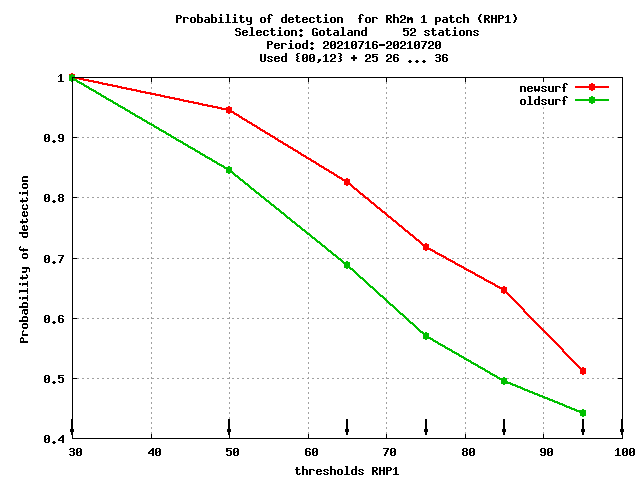 Probability of detection  for Rh2m 1 patch (RHP1)
Selection: Gotaland     52 stations
Period: 20210716-20210720
Used {00,12} + 25 26 ... 36
newsurf
oldsurf
1
0.9
0.8
0.7
0.6
0.5
0.4
Probability of detection
30 40 50 60 70 80 90 100
thresholds RHP1